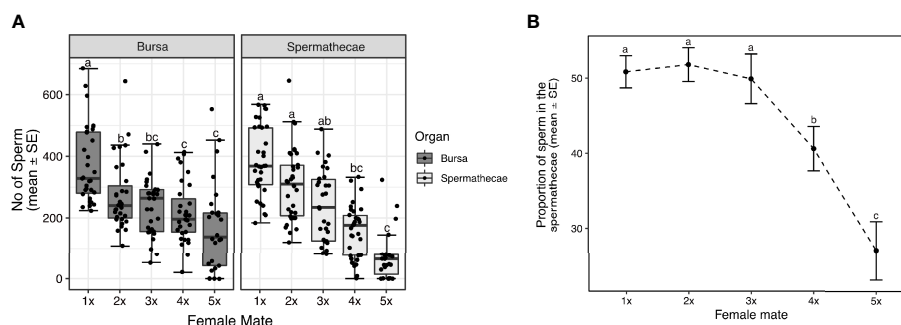 A
Bursa
Spermathecae
No of Sperm
(mean ± SE)
600
400
200
0
a
b
bc
c
c
a
a
ab
bc
c
1x
2x
3x
4x
5x
1x
2x
3x
4x
5x
Female Mate
Organ
Bursa
Spermathecae
B
Proportion of sperm in the
spermathecae (mean ± SE)
50
30
a
a
a
b
c
1x
2x
3x
4x
5x
Female mate